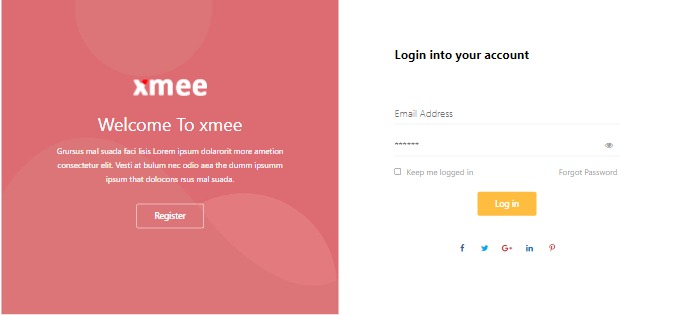 xmee
Welcome To xmee
Grursus mal suada faci lisis Lorem ipsum dolarorit more ametion
consectetur elit. Vesti at bulum nec odio aea the dumm ipsumm
ipsum that dolocons rsus mal suada.
Register
Login into your account
Email Address
******
Keep me logged in
Forgot Password
Log in
f
G+
in